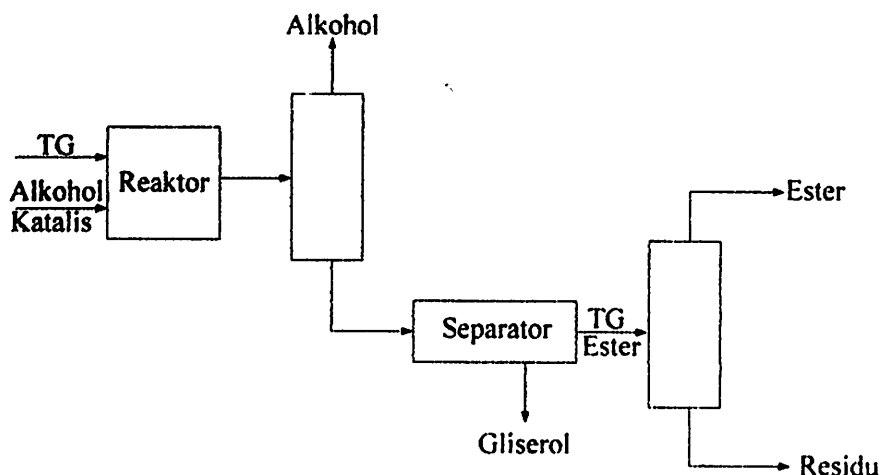 Alkohol
TG
Alkohol
Katalis
Reaktor
Ester
Separator
TG
Ester
Gliserol
Residu